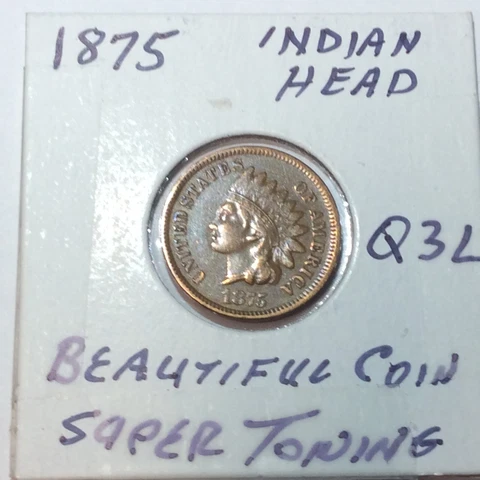 1875 INDIAN
HEAD
UNITED STATES OF AMERICA
1875
Q3L
BEAUTIFUL COIN
SUPER TONING